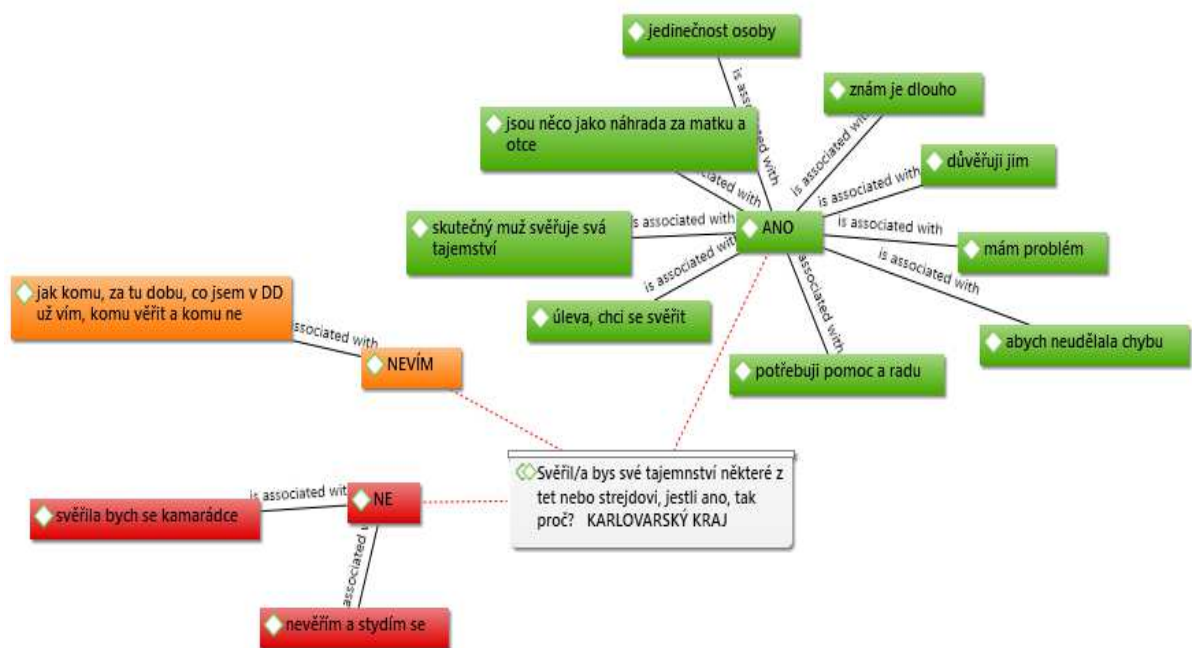 jedinečnost osoby
is associated with
znám je dlouho
is associated with
jsou něco jako náhrada za matku a
otce
associated with
důvěřuji jim
is associated with
skutečný muž svěřuje svá
tajemství
is associated with
ANO
is associated with
mám problém
is associated with
jak komu, za tu dobu, co jsem v DD
už vím, komu věřit a komu ne
associated with
NEVÍM
úleva, chci se svěřit
is associated with
potřebuji pomoc a radu
associated with
abych neudělala chybu
Svěřil/a bys své tajemnství některé z
tet nebo strejdovi, jestli ano, tak
proč? KARLOVARSKÝ KRAJ
svěřila bych se kamarádce
is associated with
NE
associated
nevěřím a stydím se